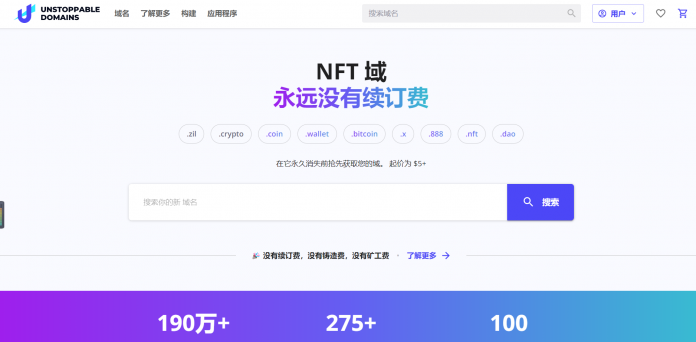 UNSTOPPABLE
DOMAINS
域名 了解更多 构建 应用程序
搜索域名
用户
NFT 域
永远没有续订费
.zil .crypto .coin .wallet .bitcoin .x .888 .nft .dao
在它永久消失前抢先获取您的域。 起价为 $5+
搜索你的新 域名
搜索
没有续订费，没有铸造费，没有矿工费 · 了解更多 →
190万+ 275+ 100